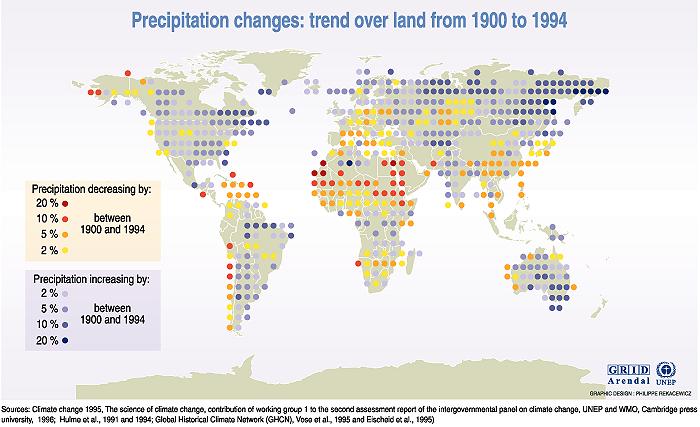 Precipitation changes: trend over land from 1900 to 1994
Precipitation decreasing by:
20 %
10 %
5 %
2 %
between
1900 and 1994
Precipitation increasing by:
2 %
5 %
10 %
20 %
between
1900 and 1994
GRID
Arendal
UNEP
GRAPHIC DESIGN : PHILIPPE REKACEWICZ
Sources: Climate change 1995, The science of climate change, contribution of working group 1 to the second assessment report of the intergovernmental panel on climate change, UNEP and WMO, Cambridge press
university, 1996; Hulme et al., 1991 and 1994; Global Historical Climate Network (GHCN), Vose et al., 1995 and Eischeid et al., 1995)